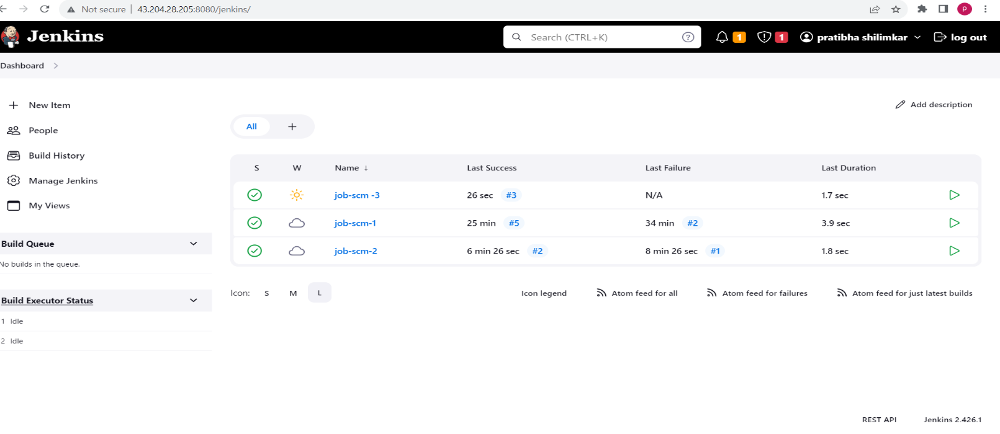 Not secure | 43.204.28.205:8080/jenkins/
P
Jenkins
Search (CTRL+K) ?
1 1 pratibha shilimkar log out
Dashboard
New Item
People
Build History
Manage Jenkins
My Views
Build Queue
No builds in the queue.
Build Executor Status
1 Idle
2 Idle
Add description
All +
S W Name ↓ Last Success Last Failure Last Duration
job-scm -3 26 sec #3 N/A 1.7 sec
job-scm-1 25 min #5 34 min #2 3.9 sec
job-scm-2 6 min 26 sec #2 8 min 26 sec #1 1.8 sec
Icon: S M L Icon legend Atom feed for all Atom feed for failures Atom feed for just latest builds
REST API Jenkins 2.426.1